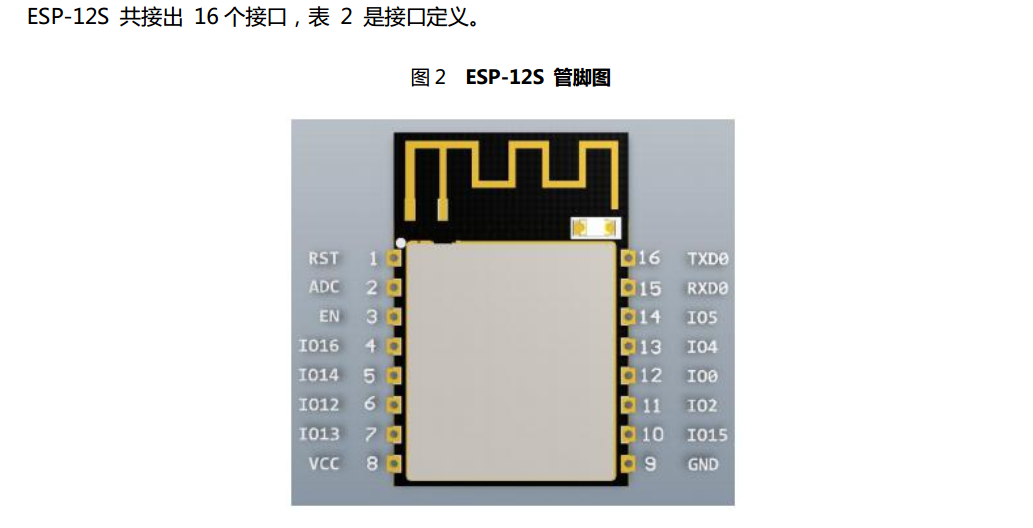 ESP-12S 共接出 16个接口，表 2 是接口定义。
图2 ESP-12S 管脚图
RST 1 16 TXD0
ADC 2 15 RXD0
EN 3 14 IO5
IO16 4 13 IO4
IO14 5 12 IO0
IO12 6 11 IO2
IO13 7 10 IO15
VCC 8 9 GND